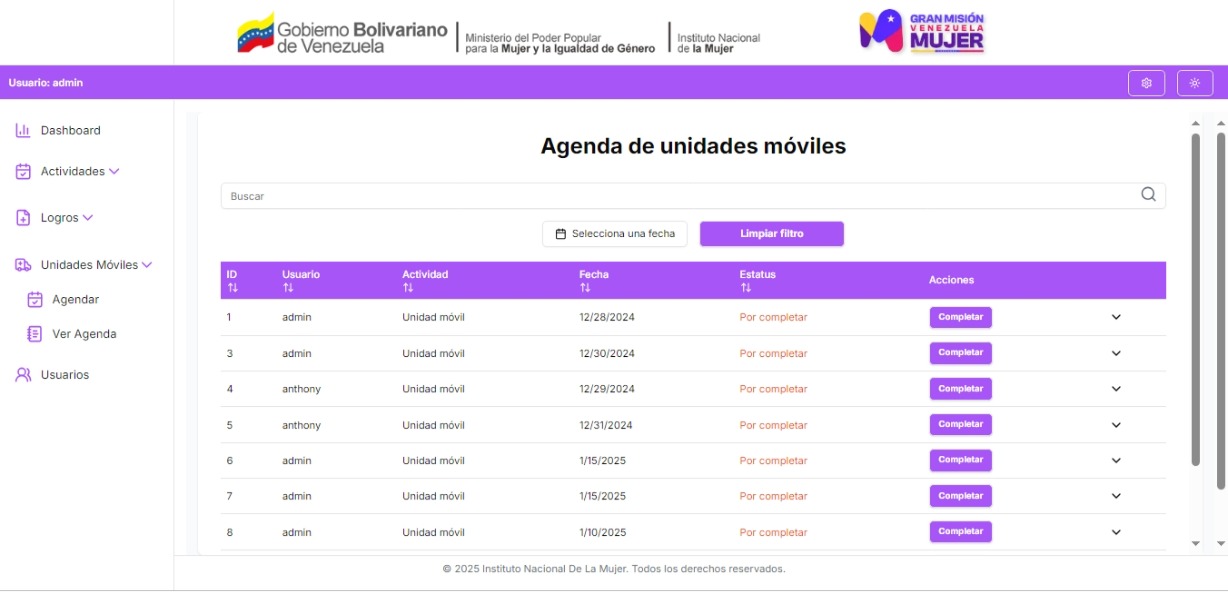 Gobierno Bolivariano
de Venezuela
Ministerio del Poder Popular
para la Mujer y la Igualdad de Género
Instituto Nacional
de la Mujer
GRAN MISIÓN
VENEZUELA
MUJER
Usuario: admin
Dashboard
Actividades
Logros
Unidades Móviles
Agendar
Ver Agenda
Usuarios
Agenda de unidades móviles
Buscar
Selecciona una fecha Limpiar filtro
ID Usuario Actividad Fecha Estatus Acciones
1 admin Unidad móvil 12/28/2024 Por completar Completar
3 admin Unidad móvil 12/30/2024 Por completar Completar
4 anthony Unidad móvil 12/29/2024 Por completar Completar
5 anthony Unidad móvil 12/31/2024 Por completar Completar
6 admin Unidad móvil 1/15/2025 Por completar Completar
7 admin Unidad móvil 1/15/2025 Por completar Completar
8 admin Unidad móvil 1/10/2025 Por completar Completar
© 2025 Instituto Nacional De La Mujer. Todos los derechos reservados.